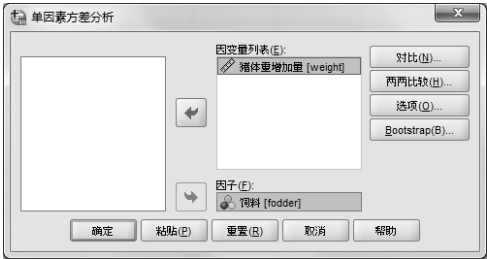 单因素方差分析
因变量列表(E):
猪体重增加量 [weight]
对比(N)...
两两比较(H)...
选项(O)...
Bootstrap(B)...
因子(F):
饲料 [fodder]
确定
粘贴(P)
重置(R)
取消
帮助